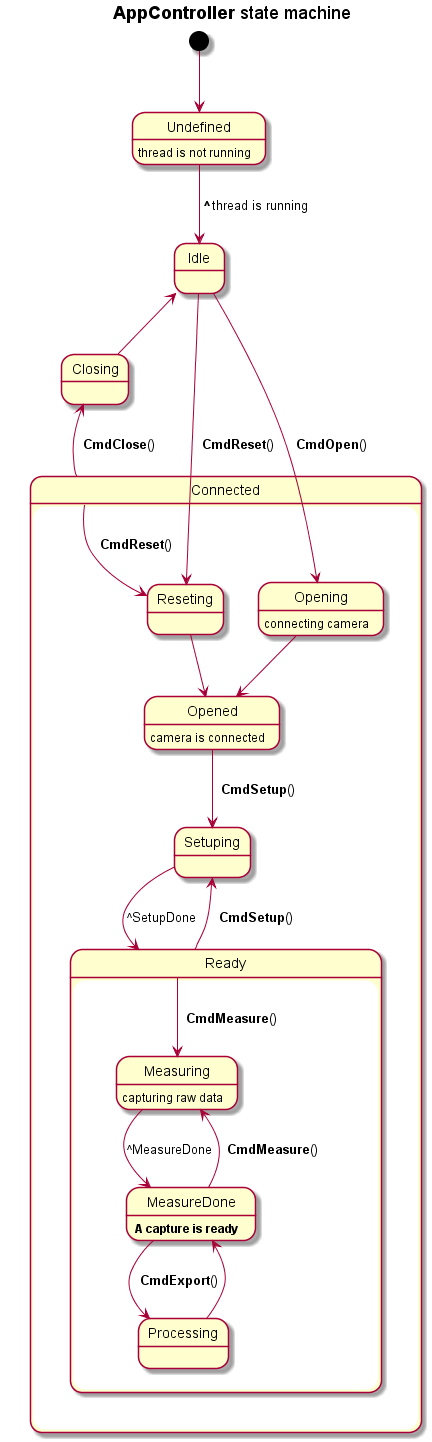 AppController state machine
Undefined
thread is not running
^thread is running
Idle
Closing
CmdClose()
CmdReset()
CmdOpen()
Connected
CmdReset()
Reseting
Opening
connecting camera
Opened
camera is connected
CmdSetup()
Setuping
^SetupDone
CmdSetup()
Ready
CmdMeasure()
Measuring
capturing raw data
^MeasureDone
CmdMeasure()
MeasureDone
A capture is ready
CmdExport()
Processing